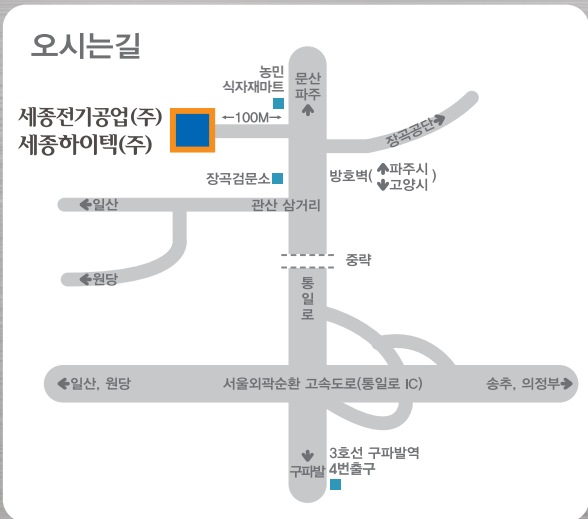 오시는길
농민
식자재마트
문산
파주
세종전기공업(주)
세종하이텍(주)
←100M→
장곡공단→
장곡검문소
방호벽(↑파주시
↓고양시)
←일산
관산 삼거리
←원당
중략
통
일
로
←일산, 원당
서울외곽순환 고속도로(통일로 IC)
송추, 의정부→
구파발
3호선 구파발역
4번출구